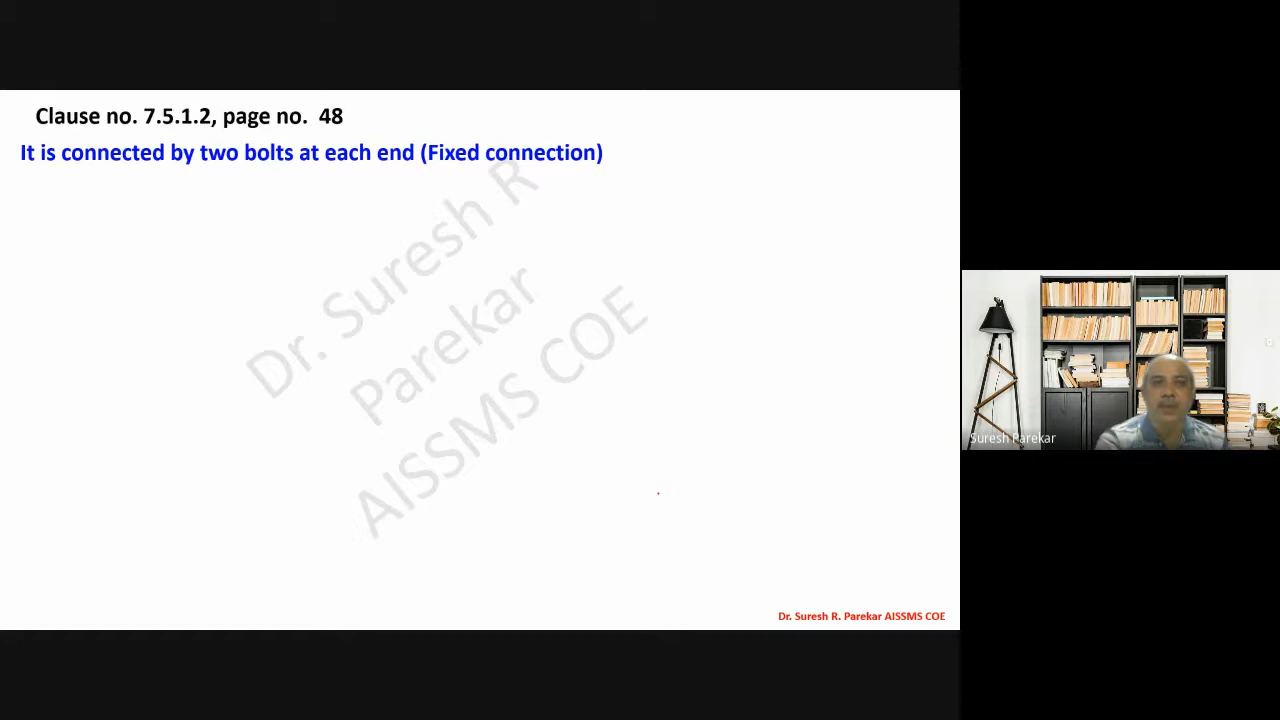 Clause no. 7.5.1.2, page no. 48
It is connected by two bolts at each end (Fixed connection)
Dr. Suresh R
Parekar
AISSMS COE
Suresh Parekar
Dr. Suresh R. Parekar AISSMS COE